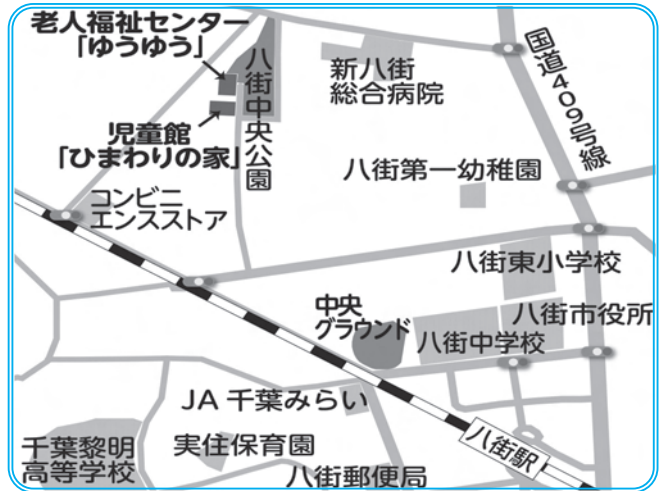 老人福祉センター
「ゆうゆう」
児童館
「ひまわりの家」
八街中央公園
新八街
総合病院
国道409号線
コンビニ
エンスストア
八街第一幼稚園
八街東小学校
中央
グラウンド
八街市役所
八街中学校
JA 千葉みらい
八街駅
千葉黎明
高等学校
実住保育園
八街郵便局